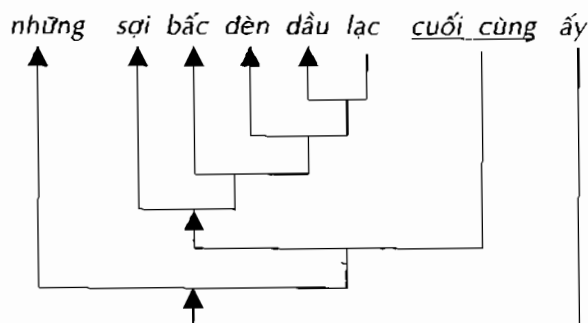 những sợi bấc đèn dầu lạc cuối cùng ấy